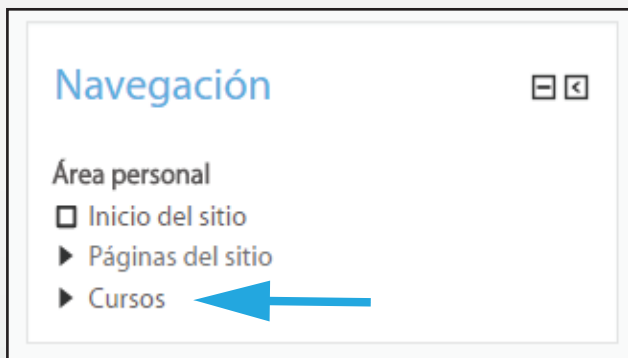 Navegación
Área personal
Inicio del sitio
Páginas del sitio
Cursos